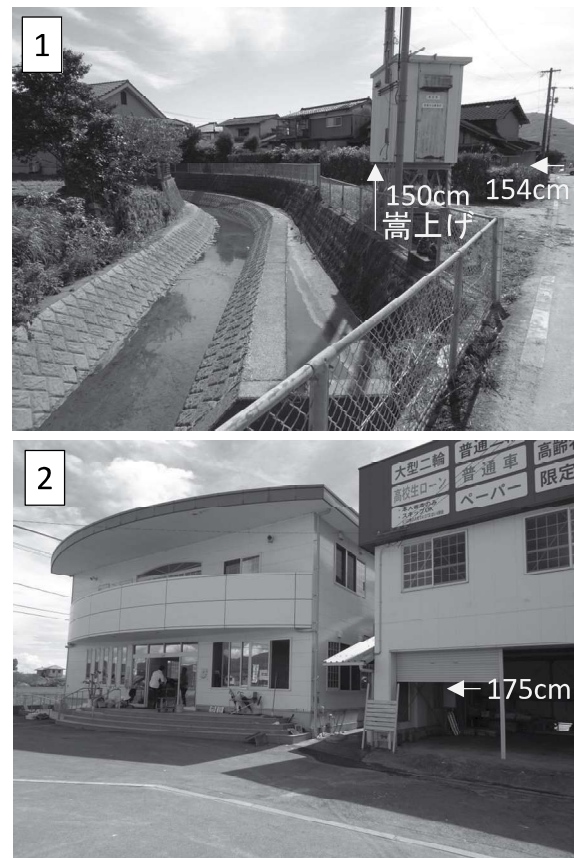 1
150cm
嵩上げ
154cm
2
大型二輪
普通二
高齢
高校生ローン
普通車
限定
ペーパー
175cm